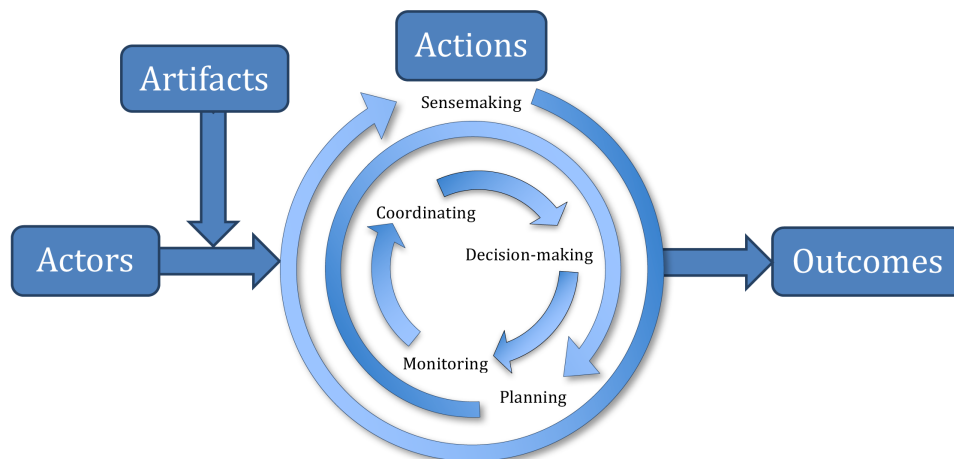 Actions
Artifacts
Sensemaking
Coordinating
Decision-making
Actors
Outcomes
Monitoring
Planning